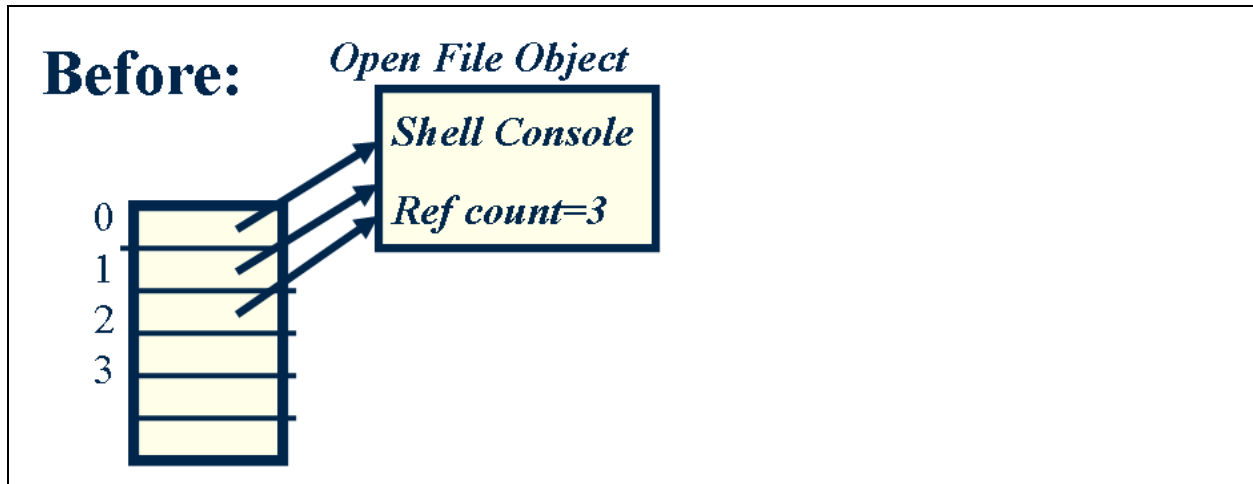 Before:
Open File Object
Shell Console
Ref count=3
0
1
2
3